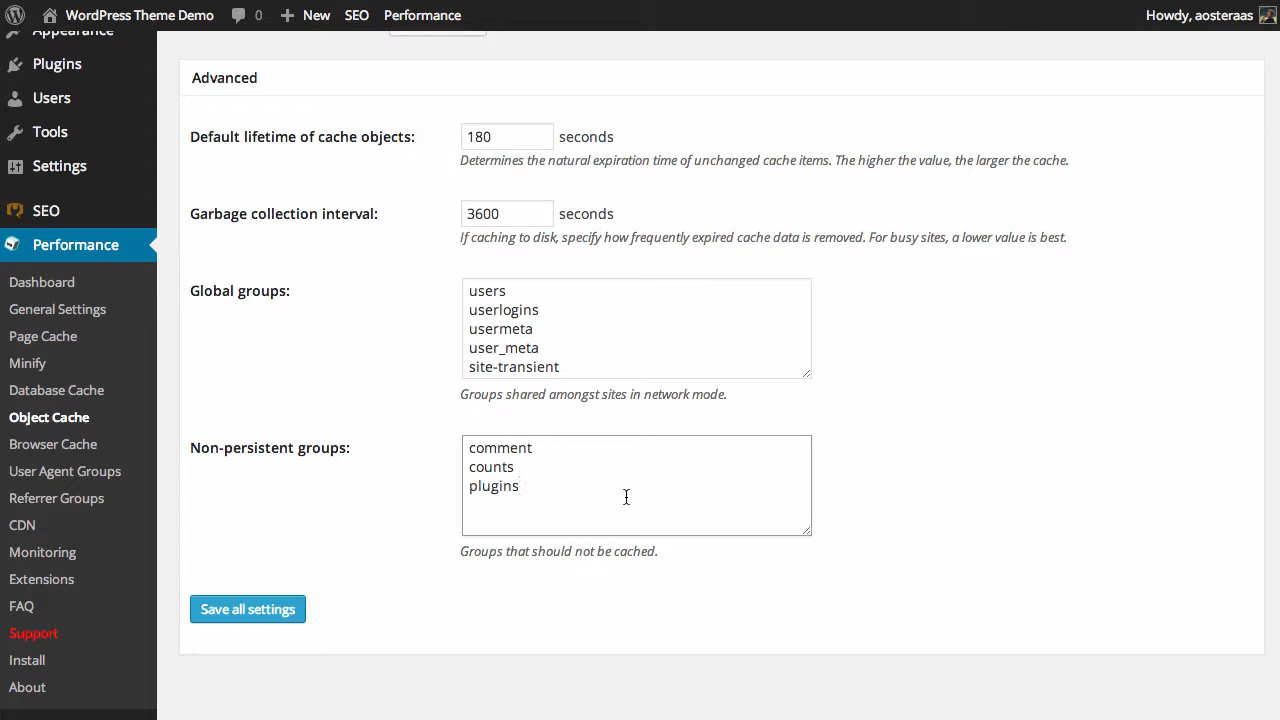 WordPress Theme Demo 0 New SEO Performance Howdy, aosteraas
Appearance
Plugins
Users
Tools
Settings
SEO
Performance
Dashboard
General Settings
Page Cache
Minify
Database Cache
Object Cache
Browser Cache
User Agent Groups
Referrer Groups
CDN
Monitoring
Extensions
FAQ
Support
Install
About
Advanced
Default lifetime of cache objects: 180 seconds
Determines the natural expiration time of unchanged cache items. The higher the value, the larger the cache.
Garbage collection interval: 3600 seconds
If caching to disk, specify how frequently expired cache data is removed. For busy sites, a lower value is best.
Global groups:
users
userlogins
usermeta
user_meta
site-transient
Groups shared amongst sites in network mode.
Non-persistent groups:
comment
counts
plugins
Groups that should not be cached.
Save all settings